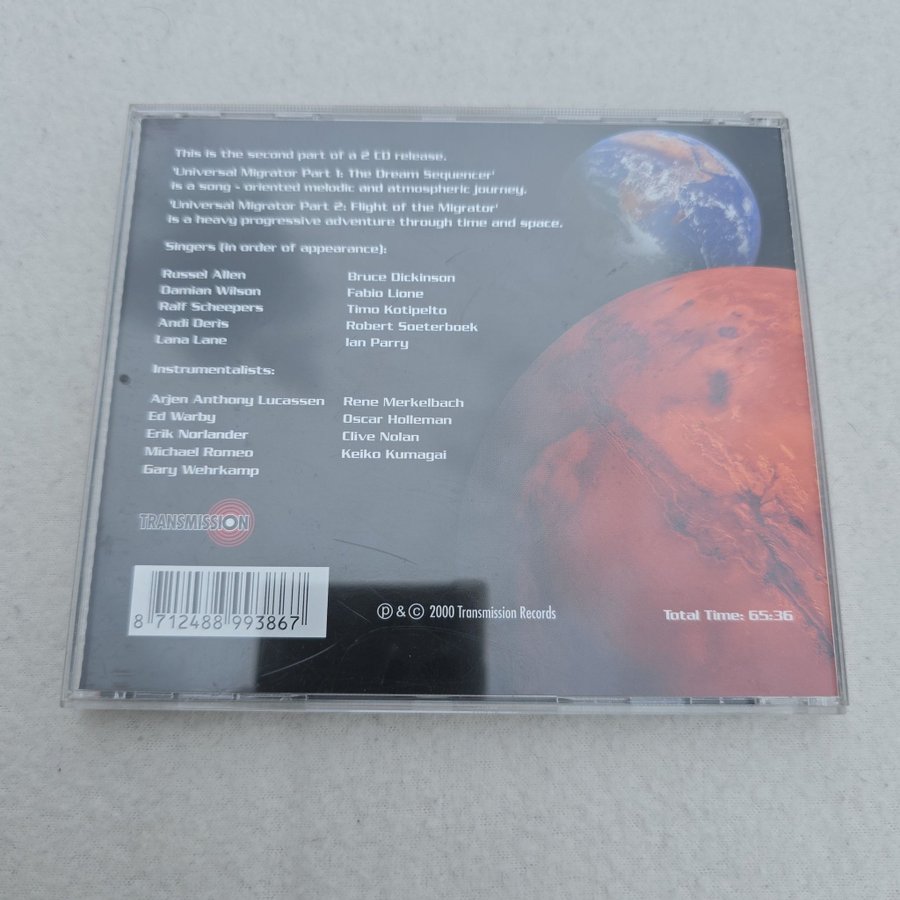 This is the second part of a 2 CD release.
'Universal Migrator Part 1: The Dream Sequencer'
is a song - oriented melodic and atmospheric journey.
'Universal Migrator Part 2: Flight of the Migrator'
is a heavy progressive adventure through time and space.
Singers (in order of appearance):
Russel Allen
Damian Wilson
Ralf Scheepers
Andi Deris
Lana Lane
Bruce Dickinson
Fabio Lione
Timo Kotipelto
Robert Soeterboek
Ian Parry
Instrumentalists:
Arjen Anthony Lucassen
Ed Warby
Erik Norlander
Michael Romeo
Gary Wehrkamp
Rene Merkelbach
Oscar Holleman
Clive Nolan
Keiko Kumagai
TRANSMISSION
8 712488 993867
℗ & © 2000 Transmission Records
Total Time: 65:36